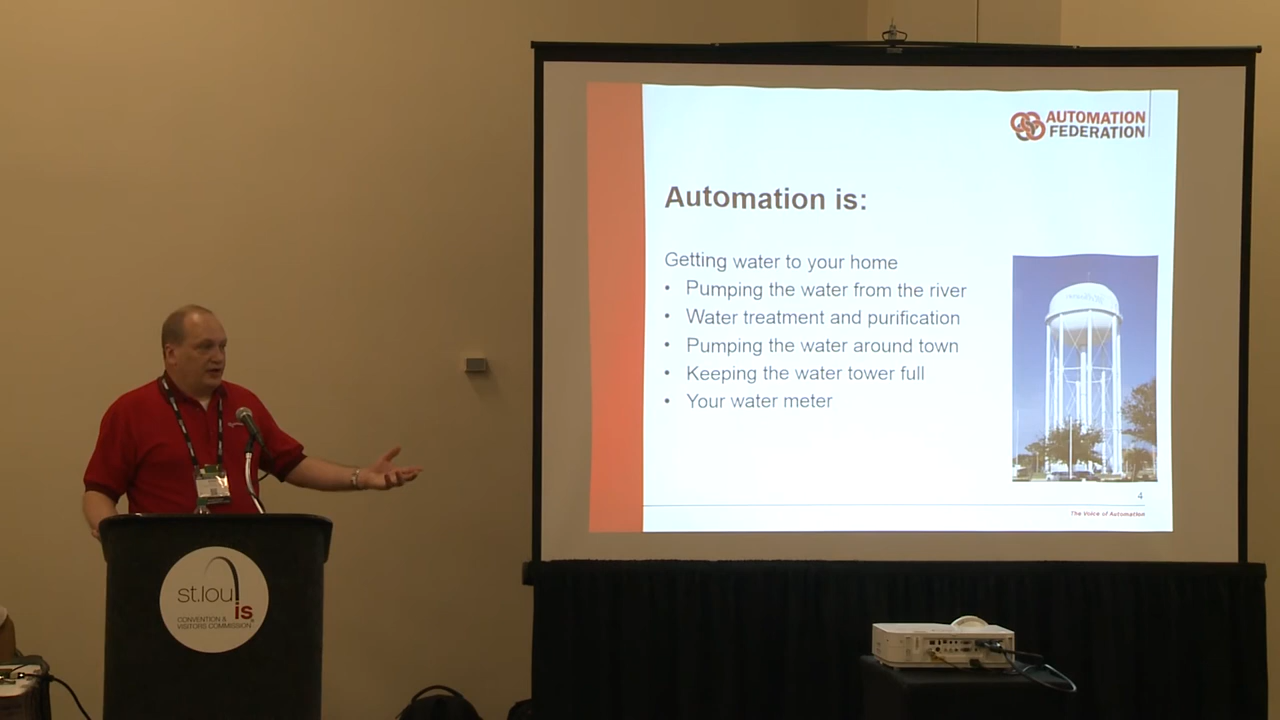 AUTOMATION
FEDERATION
Automation is:
Getting water to your home
• Pumping the water from the river
• Water treatment and purification
• Pumping the water around town
• Keeping the water tower full
• Your water meter
4
The Voice of Automation
st.louis
CONVENTION &
VISITORS COMMISSION